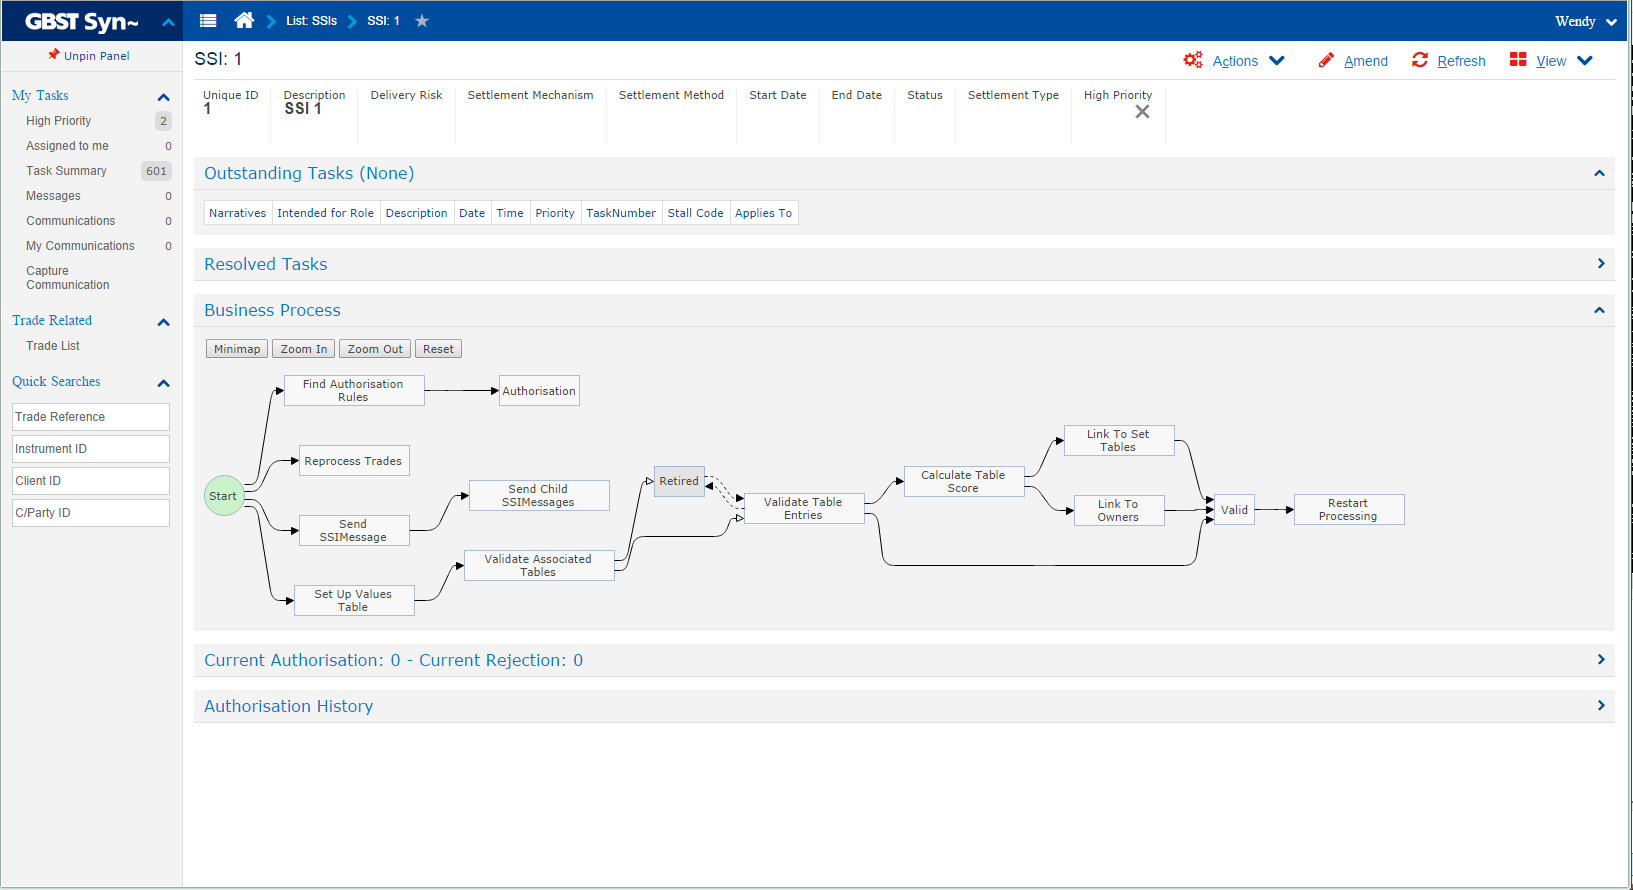 GBST Syn~
List: SSIs
SSI: 1
Wendy
Unpin Panel
My Tasks
High Priority 2
Assigned to me 0
Task Summary 601
Messages 0
Communications 0
My Communications 0
Capture
Communication
Trade Related
Trade List
Quick Searches
Trade Reference
Instrument ID
Client ID
C/Party ID
SSI: 1
Actions
Amend
Refresh
View
Unique ID
1
Description
SSI 1
Delivery Risk
Settlement Mechanism
Settlement Method
Start Date
End Date
Status
Settlement Type
High Priority
Outstanding Tasks (None)
Narratives Intended for Role Description Date Time Priority TaskNumber Stall Code Applies To
Resolved Tasks
Business Process
Minimap Zoom In Zoom Out Reset
Start
Find Authorisation
Rules
Authorisation
Reprocess Trades
Send
SSIMessage
Send Child
SSIMessages
Set Up Values
Table
Validate Associated
Tables
Retired
Validate Table
Entries
Calculate Table
Score
Link To Set
Tables
Link To
Owners
Valid
Restart
Processing
Current Authorisation: 0 - Current Rejection: 0
Authorisation History